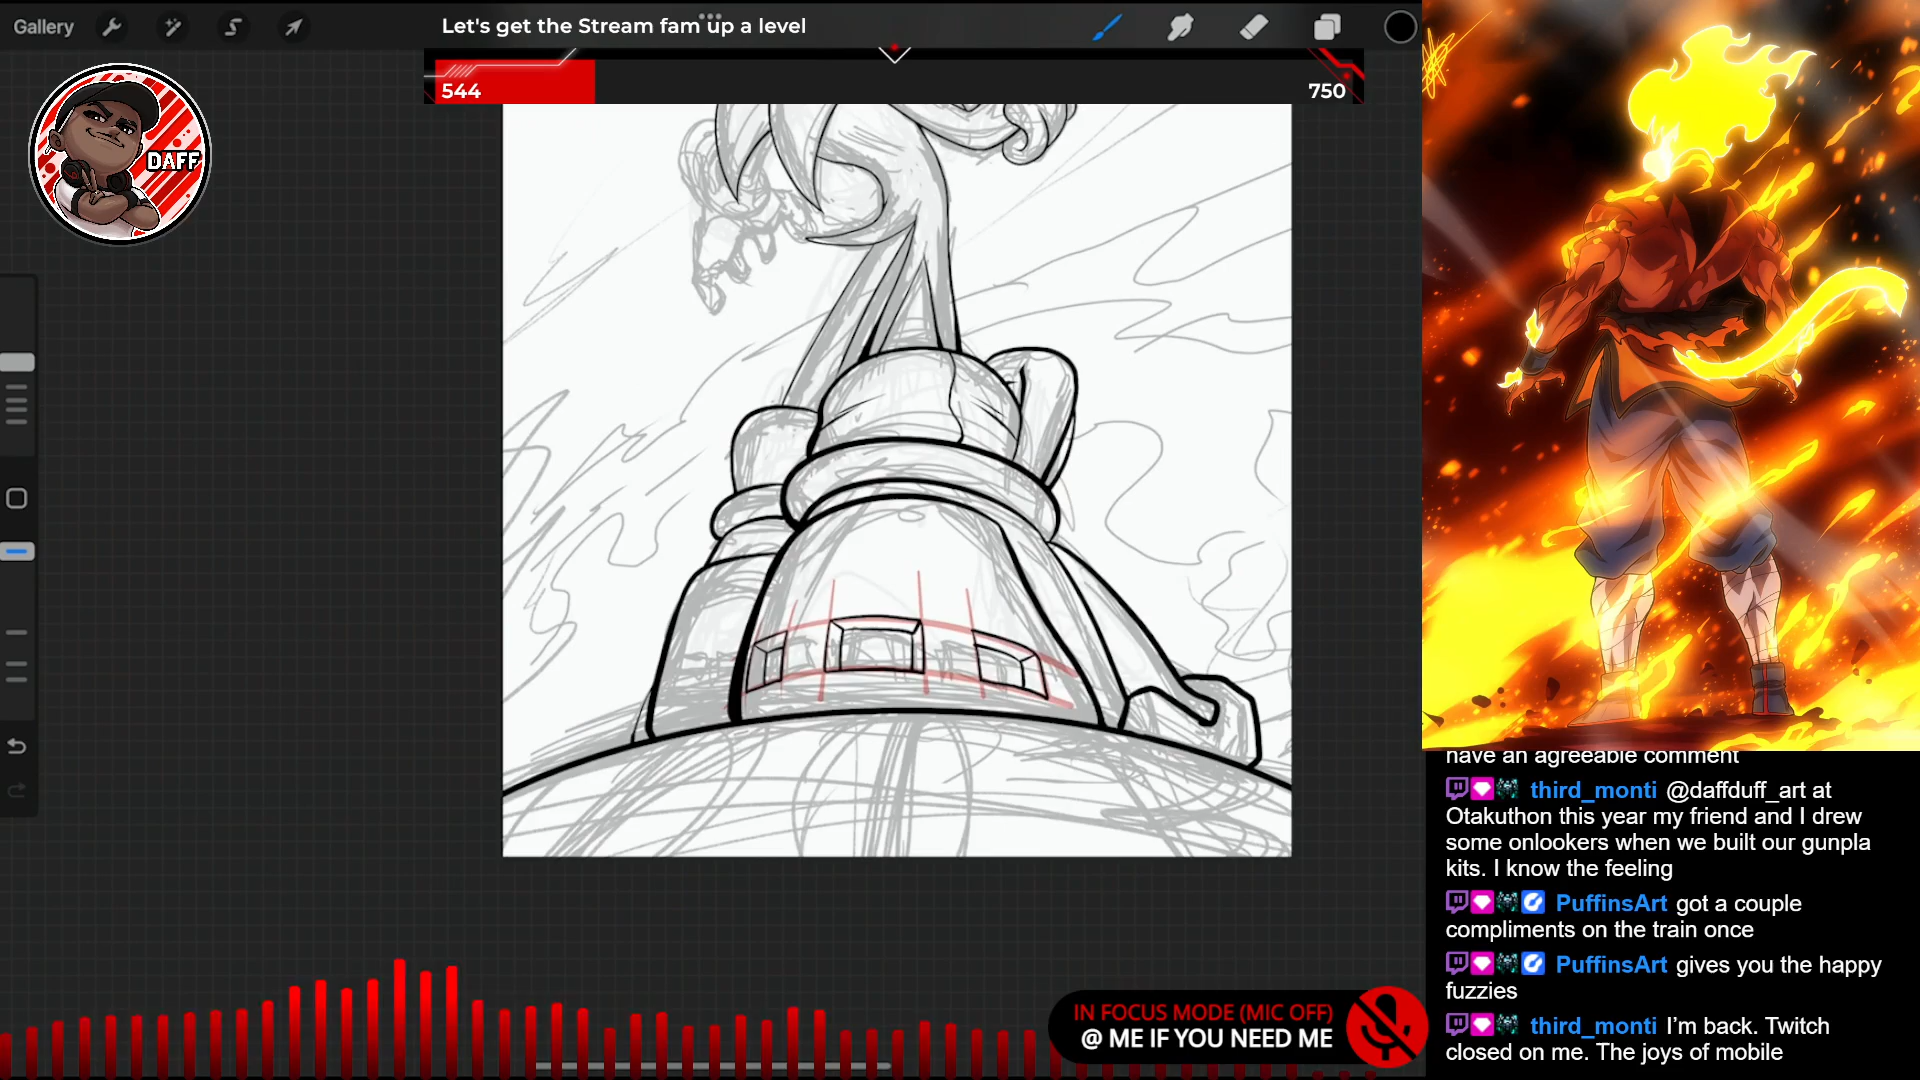 Gallery
Let's get the Stream fam up a level
544
750
DAFF
have an agreeable comment
third_monti @daffduff_art at
Otakuthon this year my friend and I drew
some onlookers when we built our gunpla
kits. I know the feeling
PuffinsArt got a couple
compliments on the train once
PuffinsArt gives you the happy
fuzzies
third_monti I’m back. Twitch
closed on me. The joys of mobile
IN FOCUS MODE (MIC OFF)
@ ME IF YOU NEED ME